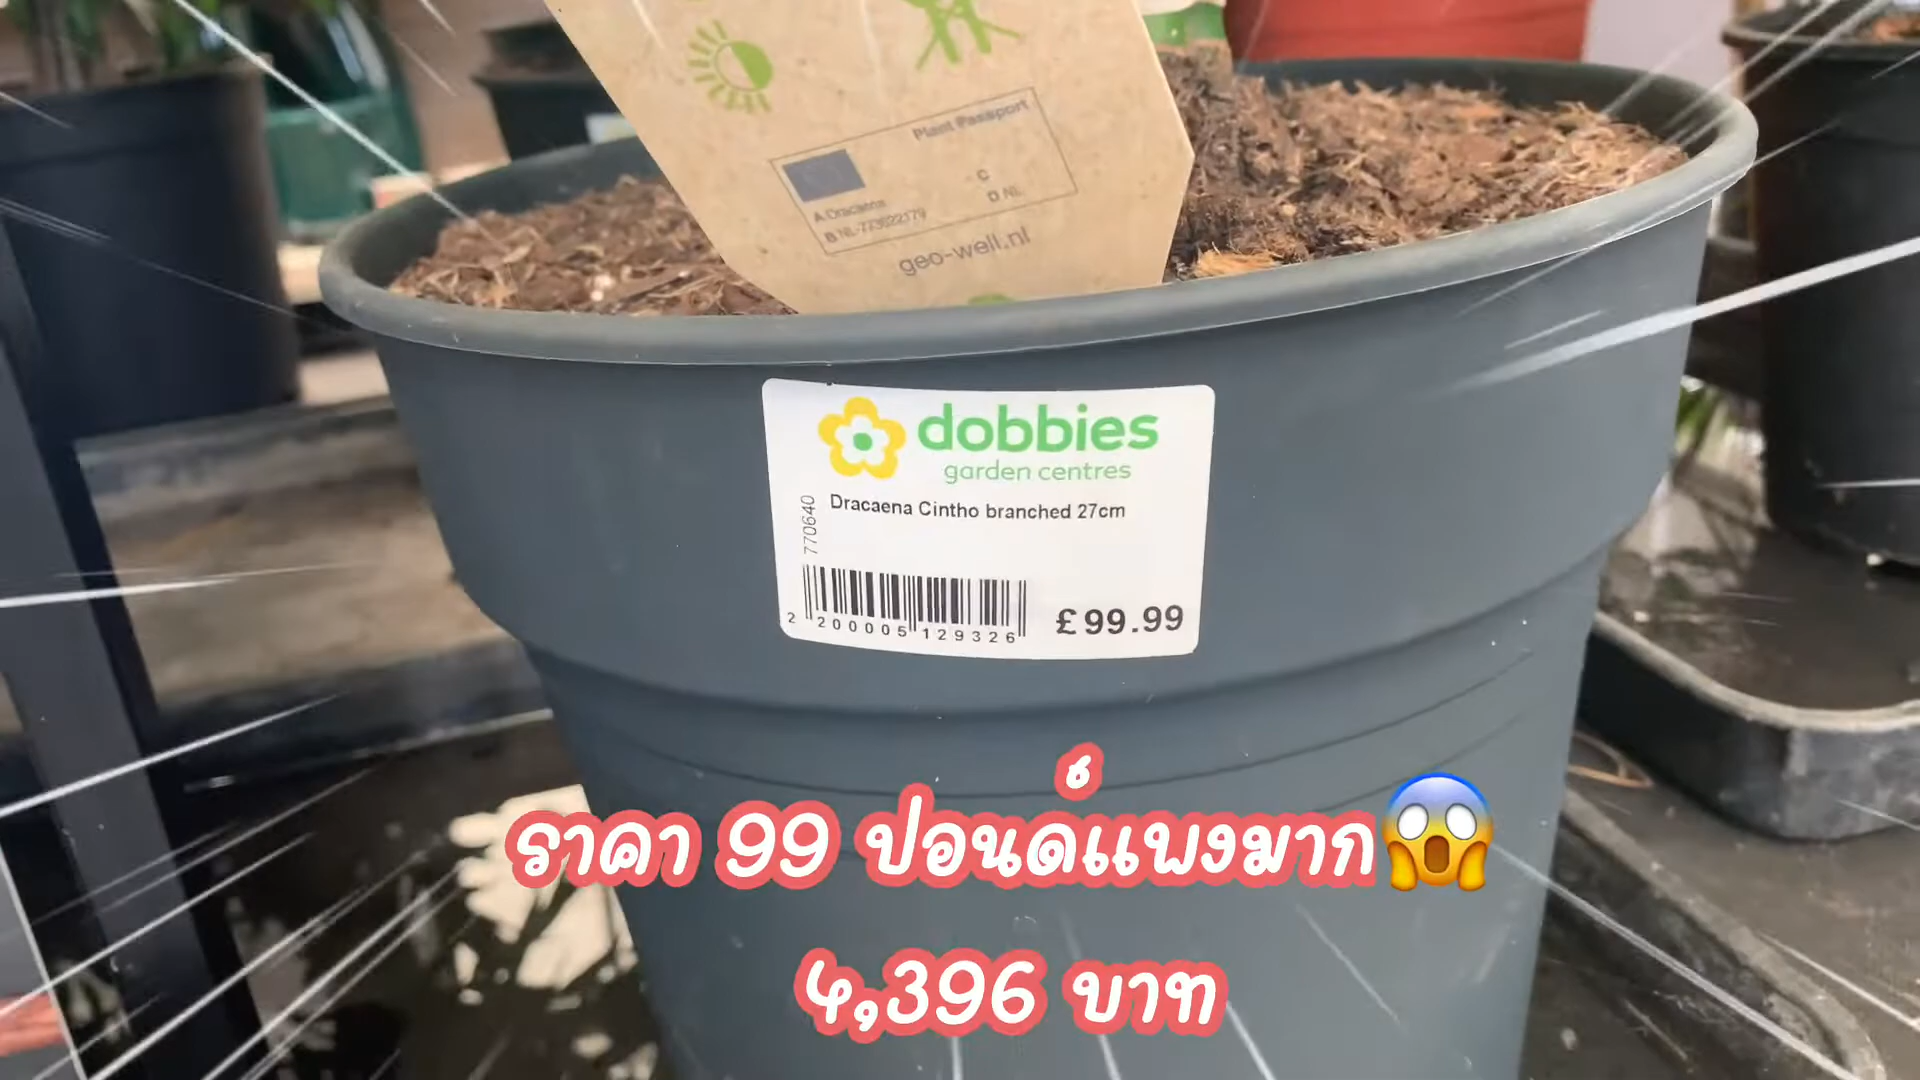 Plant Passport
A Dracaena
C
B NL-773622179
D NL
geo-well.nl
dobbies
garden centres
Dracaena Cintho branched 27cm
770640
£99.99
2 200005 129326
ราคา 99 ปอนด์แพงมาก😱
4,396 บาท